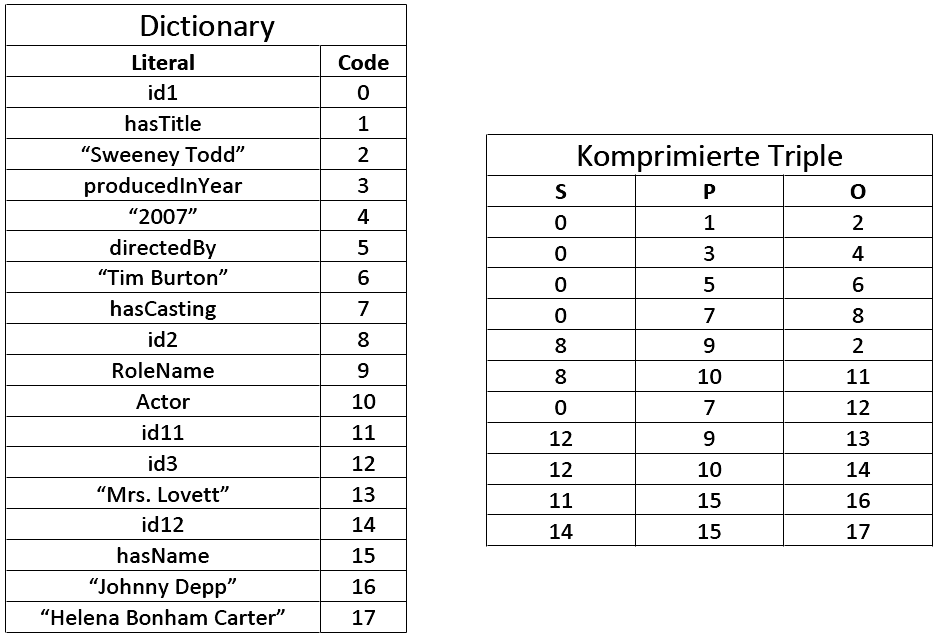 Dictionary
Literal Code
id1 0
hasTitle 1
“Sweeney Todd” 2
producedInYear 3
“2007” 4
directedBy 5
“Tim Burton” 6
hasCasting 7
id2 8
RoleName 9
Actor 10
id11 11
id3 12
“Mrs. Lovett” 13
id12 14
hasName 15
“Johnny Depp” 16
“Helena Bonham Carter” 17
Komprimierte Triple
S P O
0 1 2
0 3 4
0 5 6
0 7 8
8 9 2
8 10 11
0 7 12
12 9 13
12 10 14
11 15 16
14 15 17